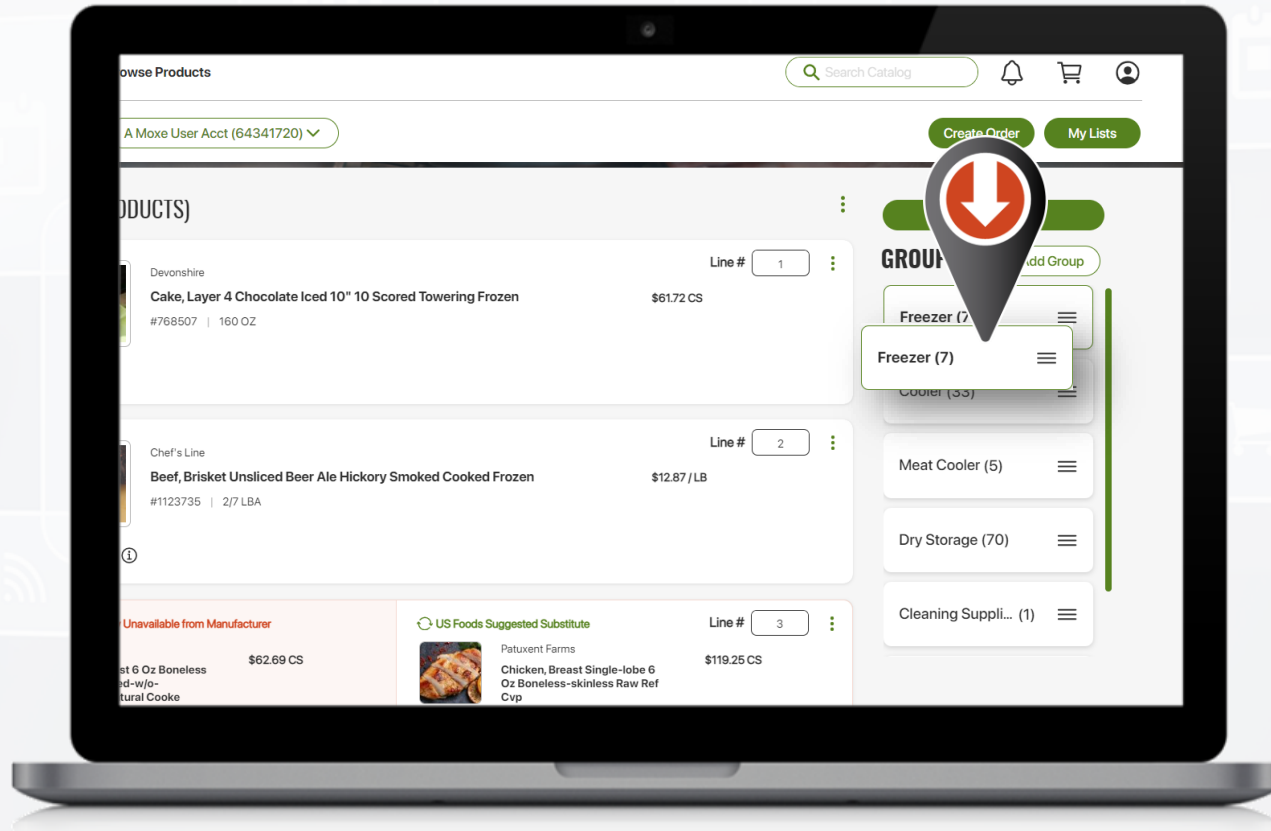 owse Products
Search Catalog
A Moxe User Acct (64341720)
Create Order
My Lists
ODUCTS)
Line # 1
Devonshire
Cake, Layer 4 Chocolate Iced 10" 10 Scored Towering Frozen
$61.72 CS
#768507 | 160 OZ
Line # 2
Chef's Line
Beef, Brisket Unsliced Beer Ale Hickory Smoked Cooked Frozen
$12.87 / LB
#1123735 | 2/7 LBA
Unavailable from Manufacturer
$62.69 CS
st 6 Oz Boneless
ed-w/o-
tural Cooke
US Foods Suggested Substitute
Line # 3
Patuxent Farms
Chicken, Breast Single-lobe 6
Oz Boneless-skinless Raw Ref
Cvp
$119.25 CS
GROUP
dd Group
Freezer (7
Freezer (7)
Cooler (33)
Meat Cooler (5)
Dry Storage (70)
Cleaning Suppli... (1)